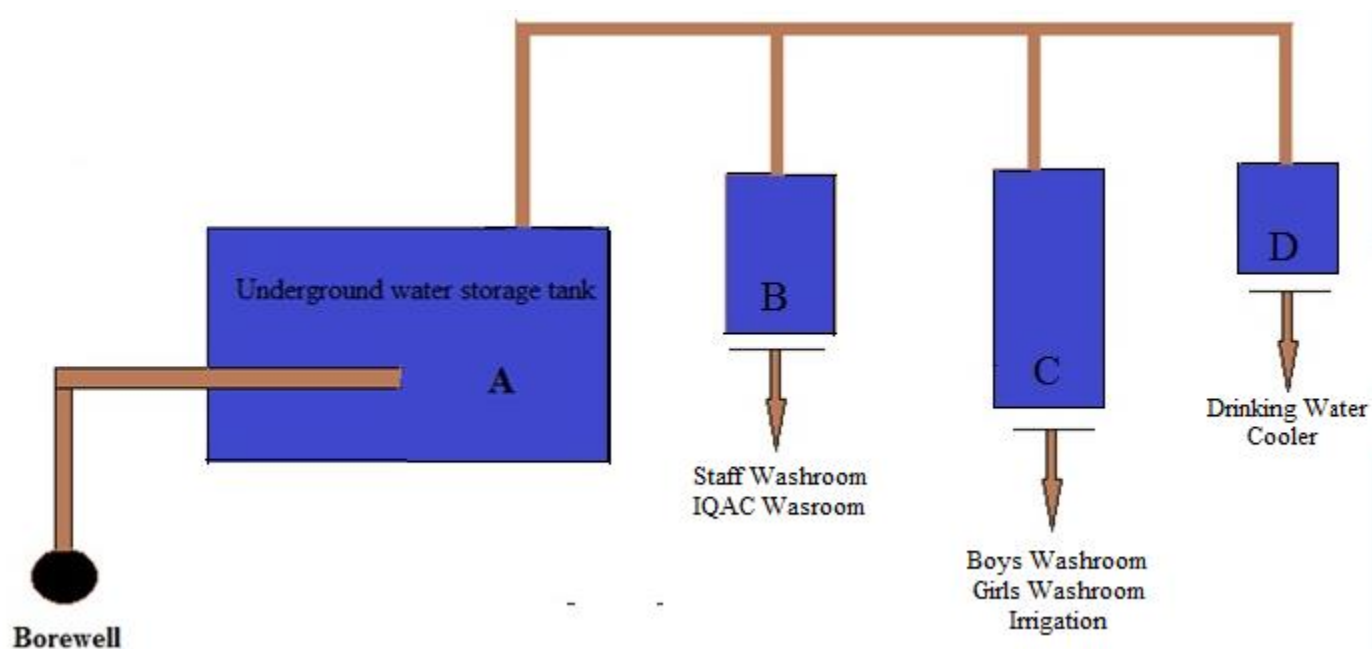 Underground water storage tank
A
B
C
D
Drinking Water
Cooler
Staff Washroom
IQAC Wasroom
Boys Washroom
Girls Washroom
Irrigation
Borewell